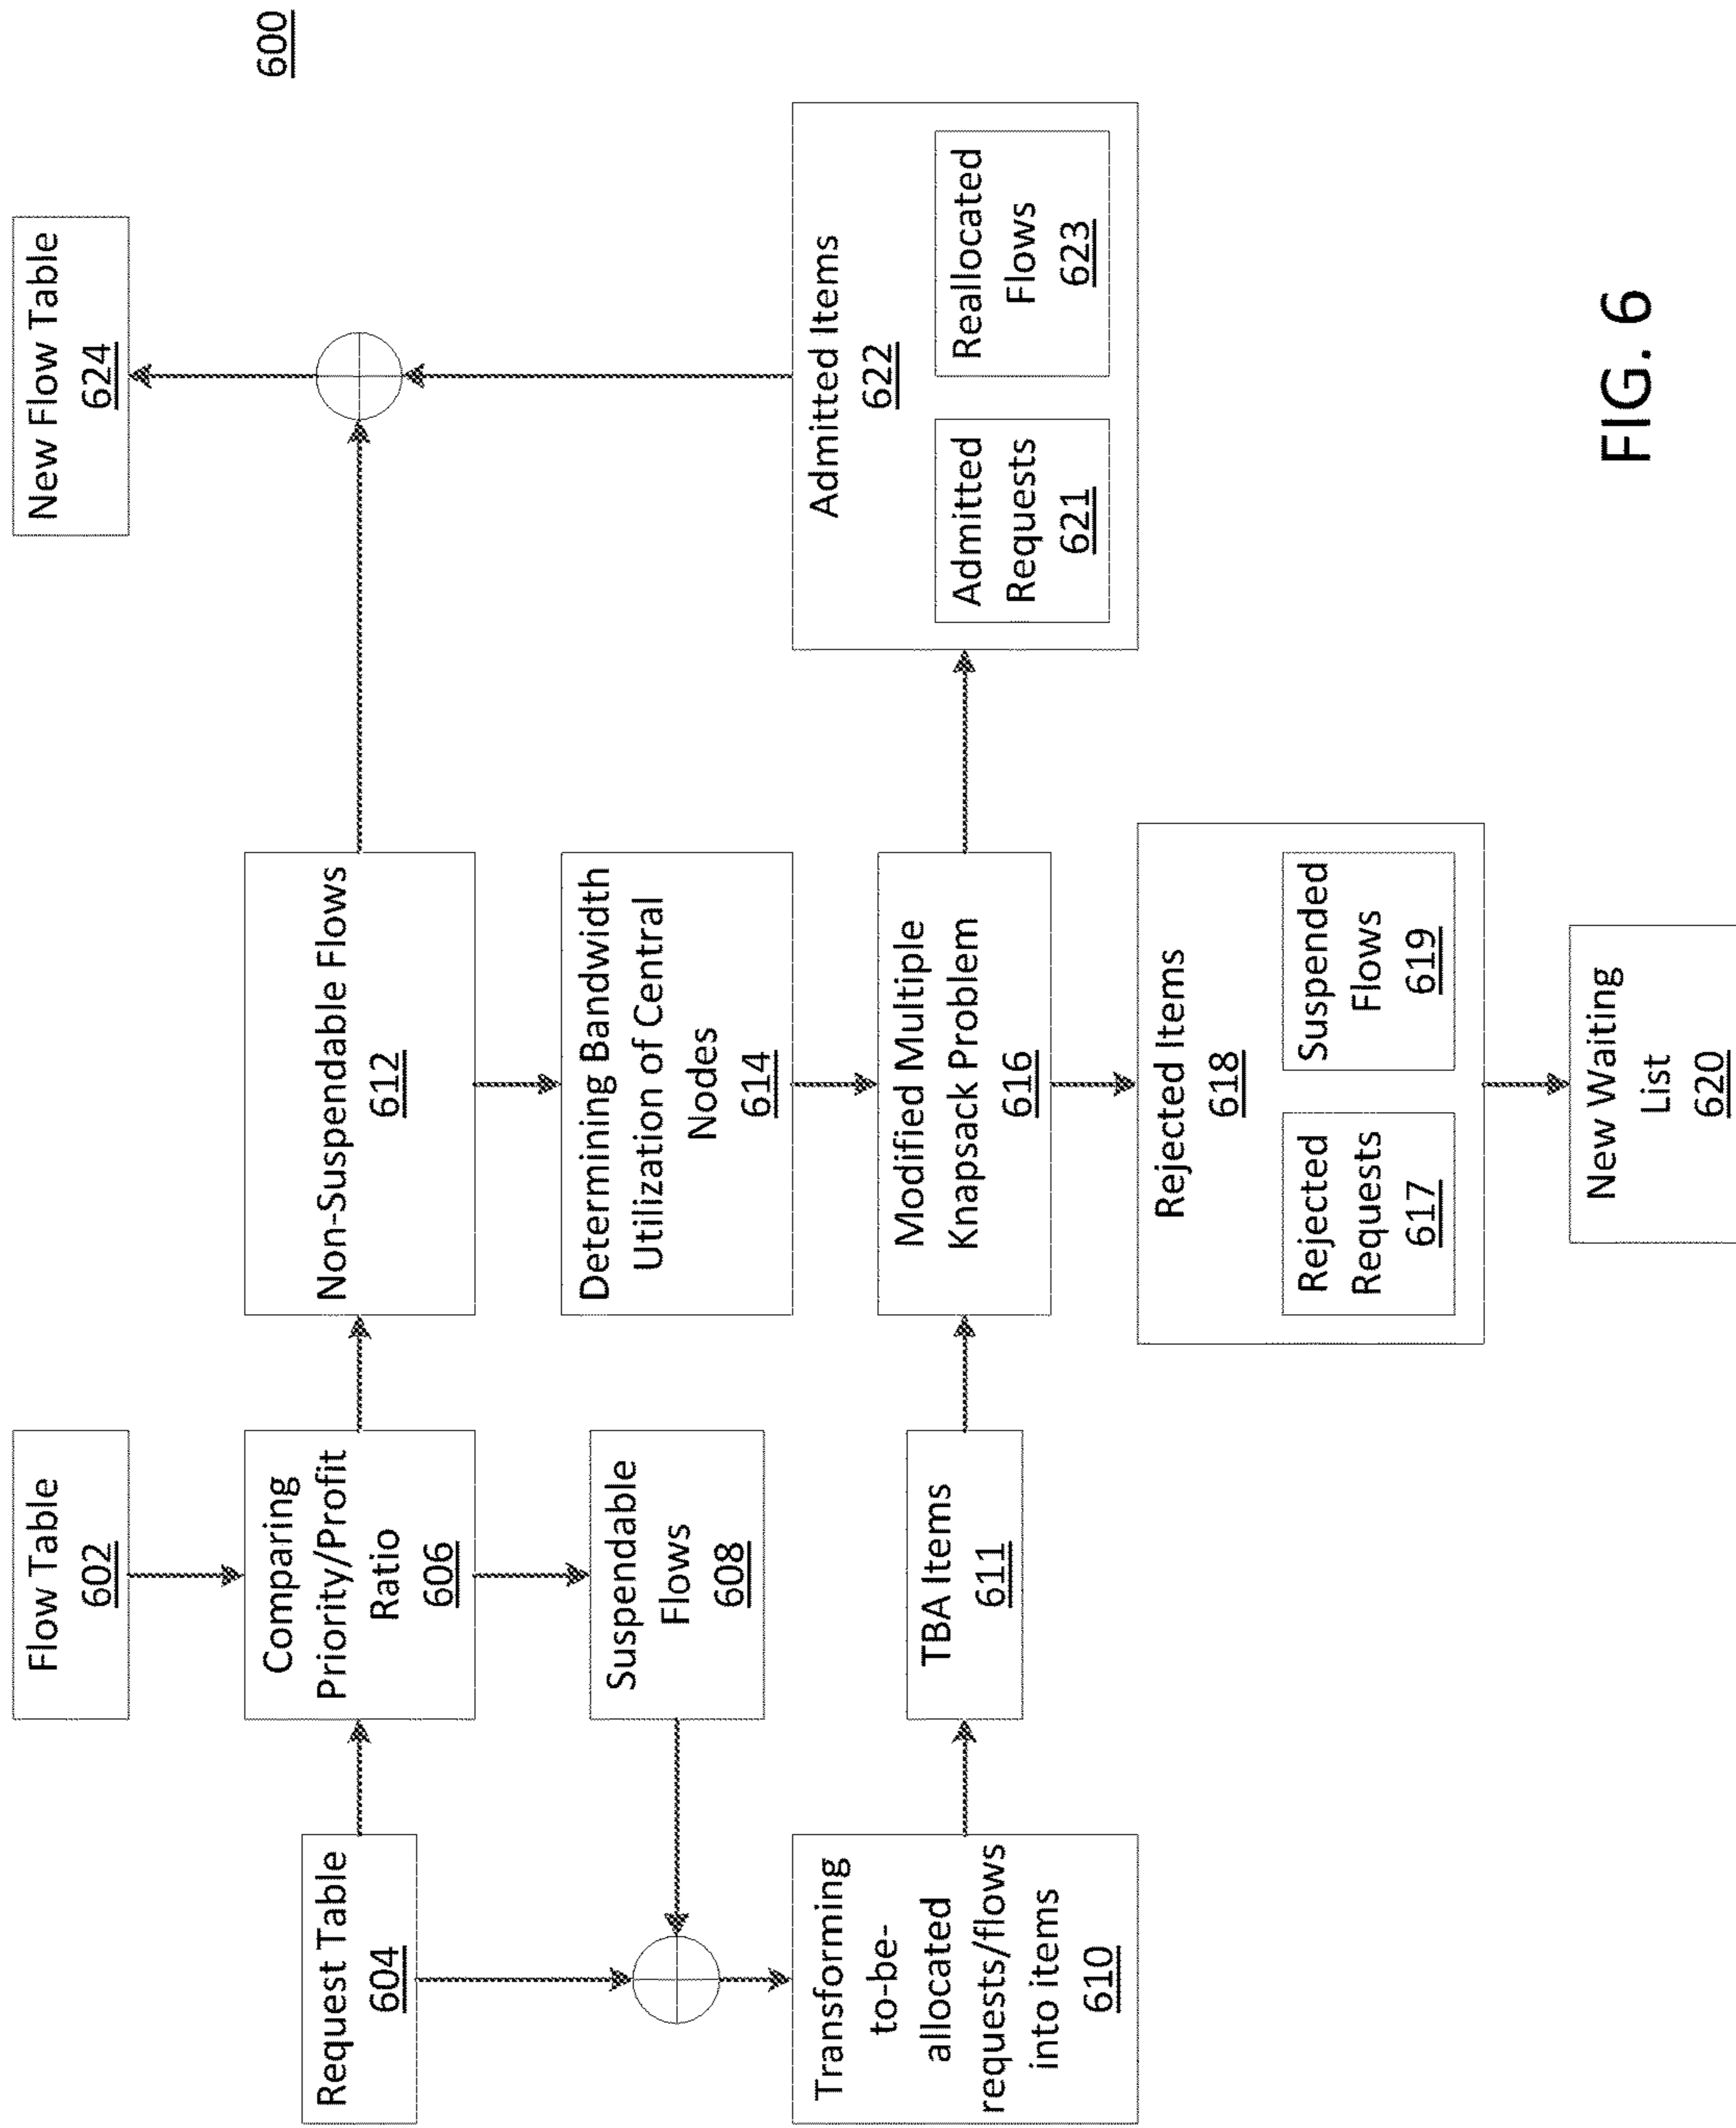 600
Flow Table
602
New Flow Table
624
Request Table
604
Comparing
Priority/Profit
Ratio
606
Non-Suspendable Flows
612
Suspendable
Flows
608
Determining Bandwidth
Utilization of Central
Nodes
614
Transforming
to-be-
allocated
requests/flows
into items
610
TBA Items
611
Modified Multiple
Knapsack Problem
616
Admitted Items
622
Admitted
Requests
621
Reallocated
Flows
623
Rejected Items
618
Rejected
Requests
617
Suspended
Flows
619
New Waiting
List
620
FIG. 6